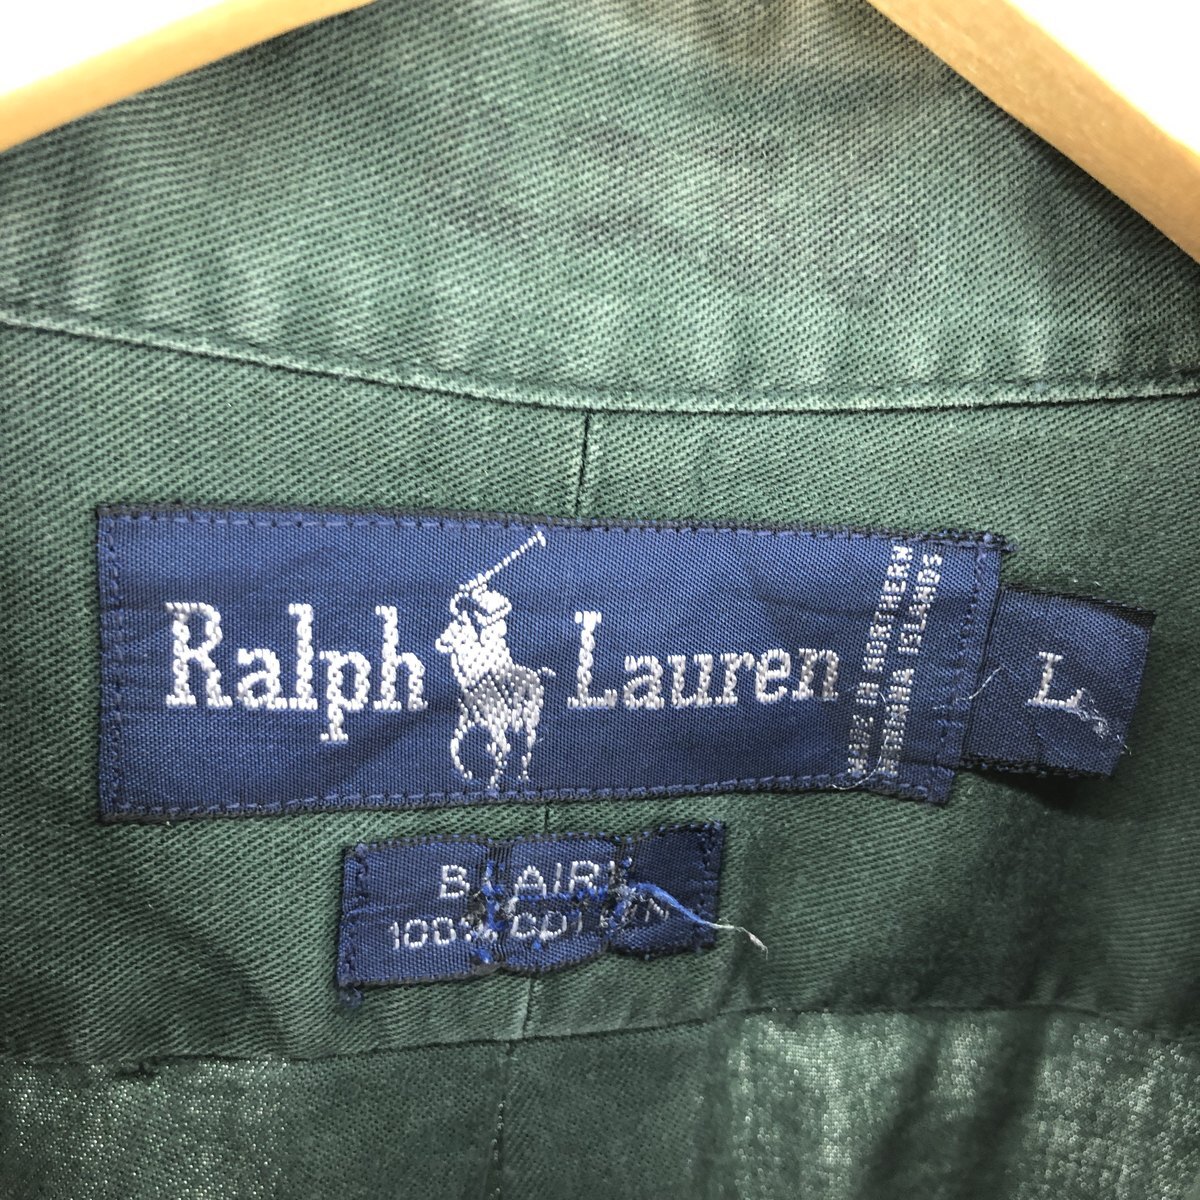 Ralph Lauren
MADE IN NORTHERN
MARIANA ISLANDS
L
BLAIRE
100% COTTON